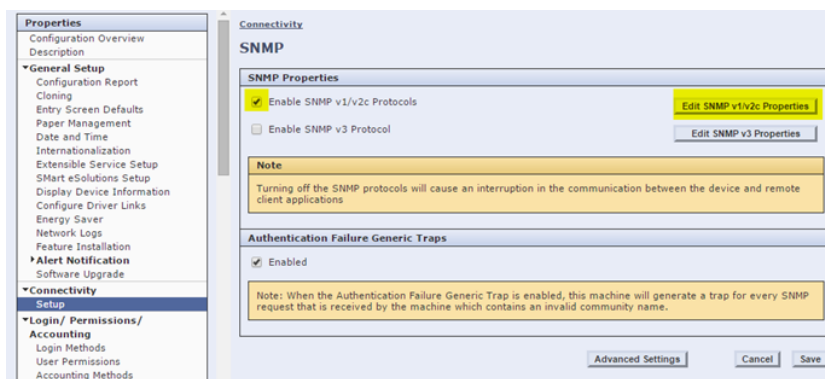 Properties
Configuration Overview
Description
General Setup
Configuration Report
Cloning
Entry Screen Defaults
Paper Management
Date and Time
Internationalization
Extensible Service Setup
SMart eSolutions Setup
Display Device Information
Configure Driver Links
Energy Saver
Network Logs
Feature Installation
Alert Notification
Software Upgrade
Connectivity
Setup
Login/ Permissions/
Accounting
Login Methods
User Permissions
Accounting Methods
Connectivity
SNMP
SNMP Properties
Enable SNMP v1/v2c Protocols
Edit SNMP v1/v2c Properties
Enable SNMP v3 Protocol
Edit SNMP v3 Properties
Note
Turning off the SNMP protocols will cause an interruption in the communication between the device and remote
client applications
Authentication Failure Generic Traps
Enabled
Note: When the Authentication Failure Generic Trap is enabled, this machine will generate a trap for every SNMP
request that is received by the machine which contains an invalid community name.
Advanced Settings
Cancel
Save